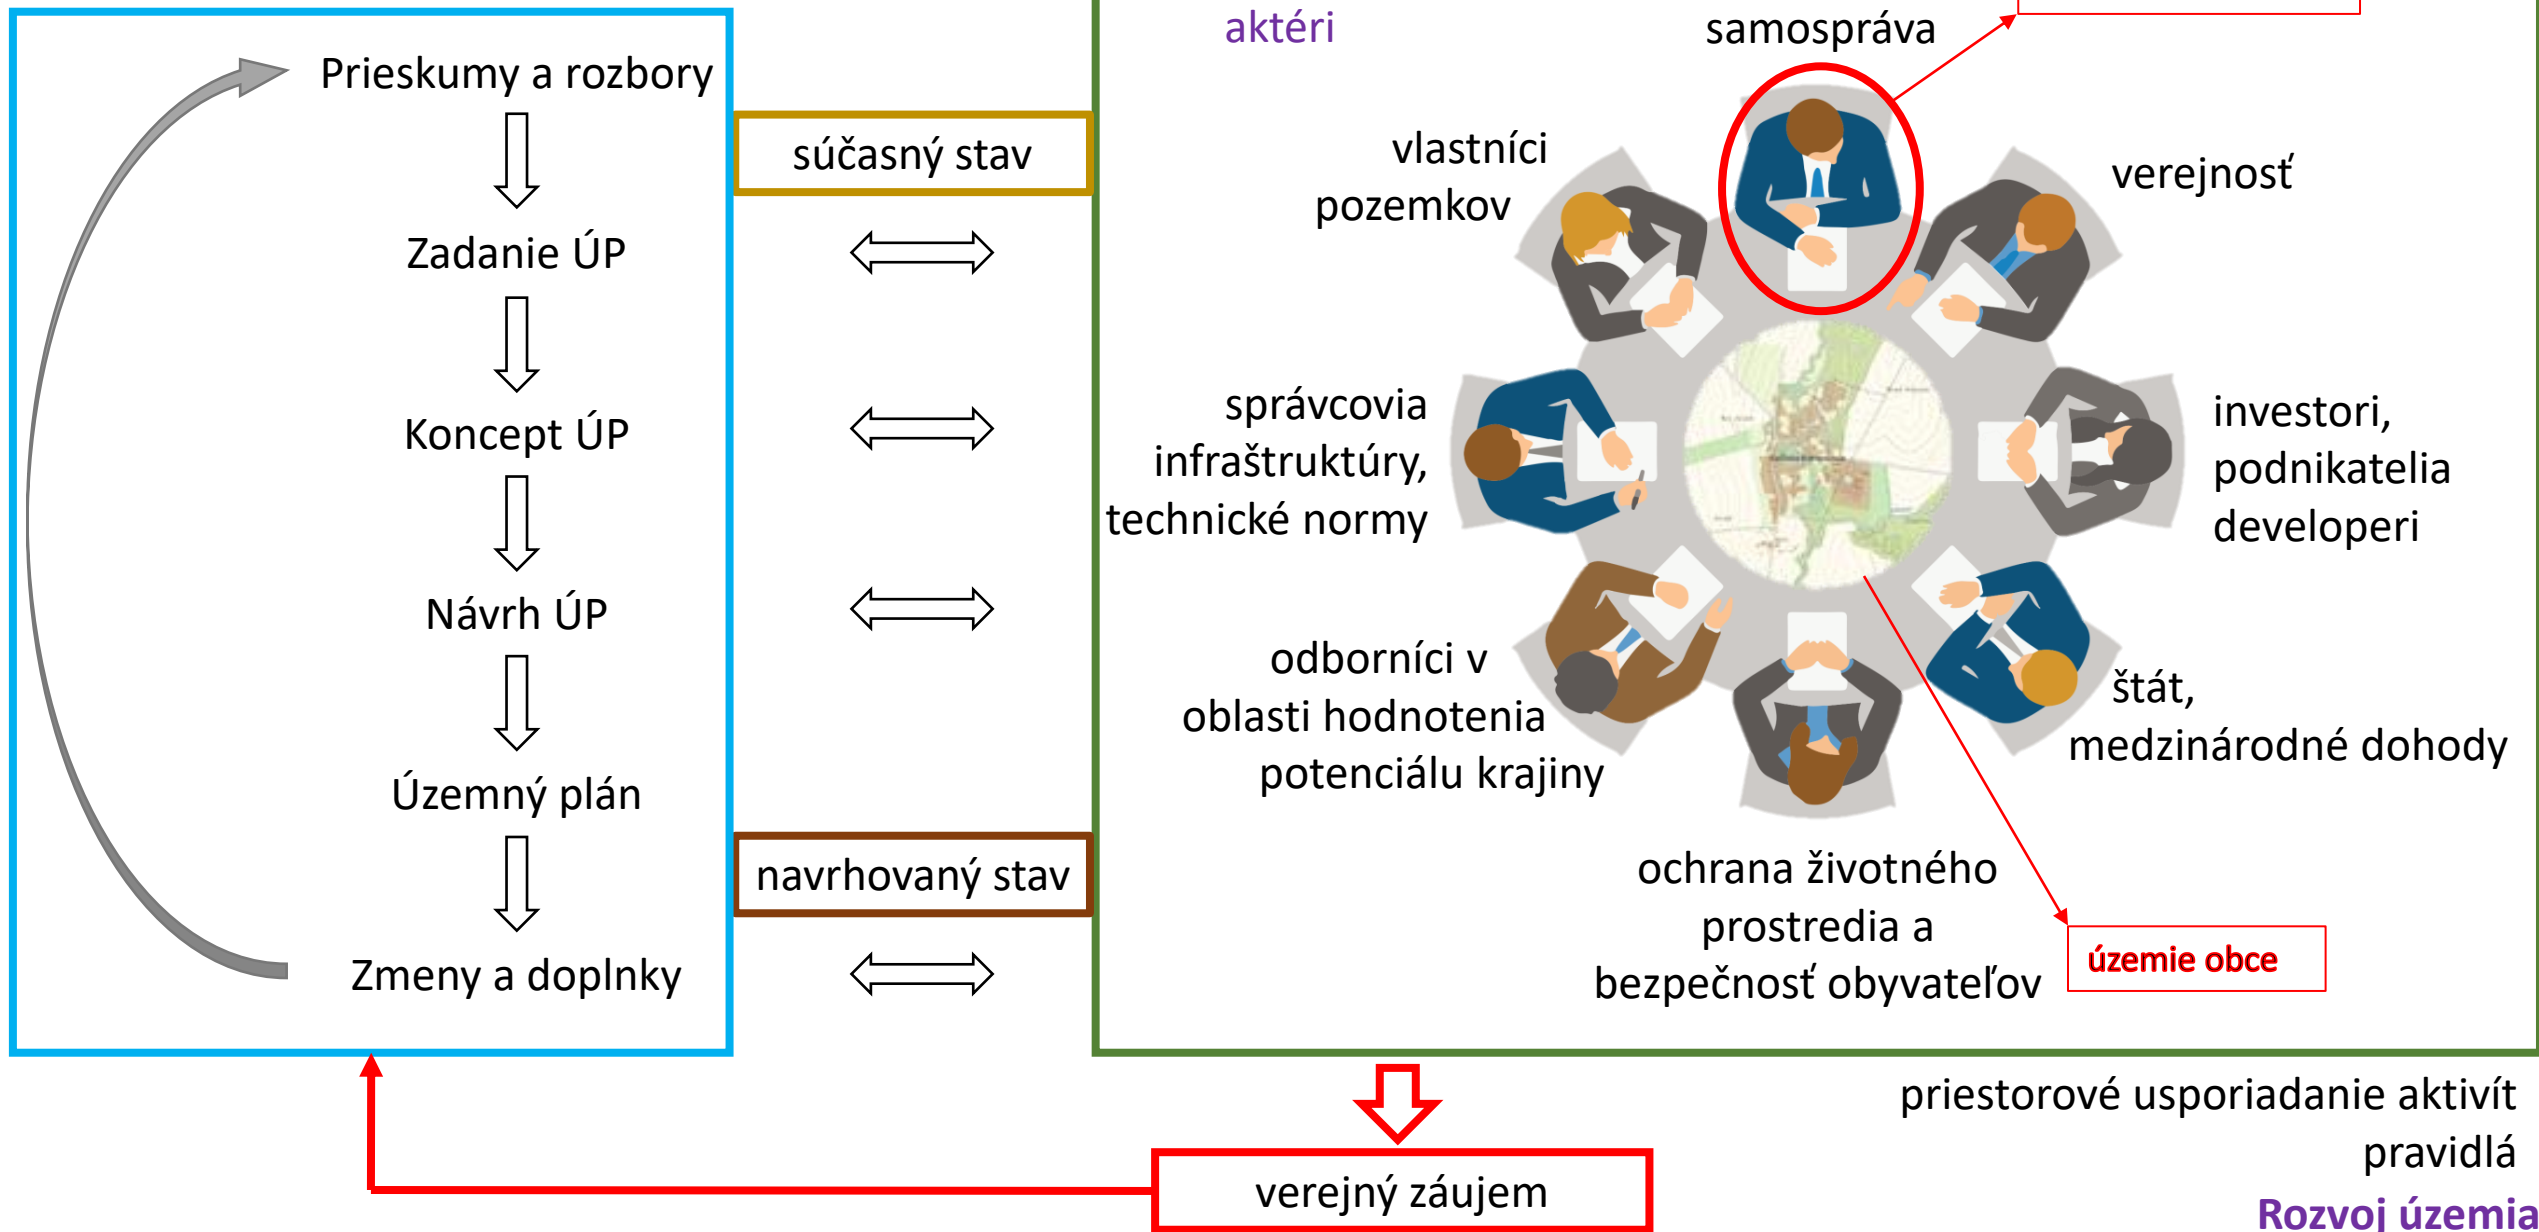 Prieskumy a rozbory
Zadanie ÚP
Koncept ÚP
Návrh ÚP
Územný plán
Zmeny a doplnky
súčasný stav
navrhovaný stav
aktéri
samospráva
vlastníci
pozemkov
verejnosť
správcovia
infraštruktúry,
technické normy
investori,
podnikatelia
developeri
odborníci v
oblasti hodnotenia
potenciálu krajiny
štát,
medzinárodné dohody
ochrana životného
prostredia a
bezpečnosť obyvateľov
územie obce
verejný záujem
priestorové usporiadanie aktivít
pravidlá
Rozvoj územia